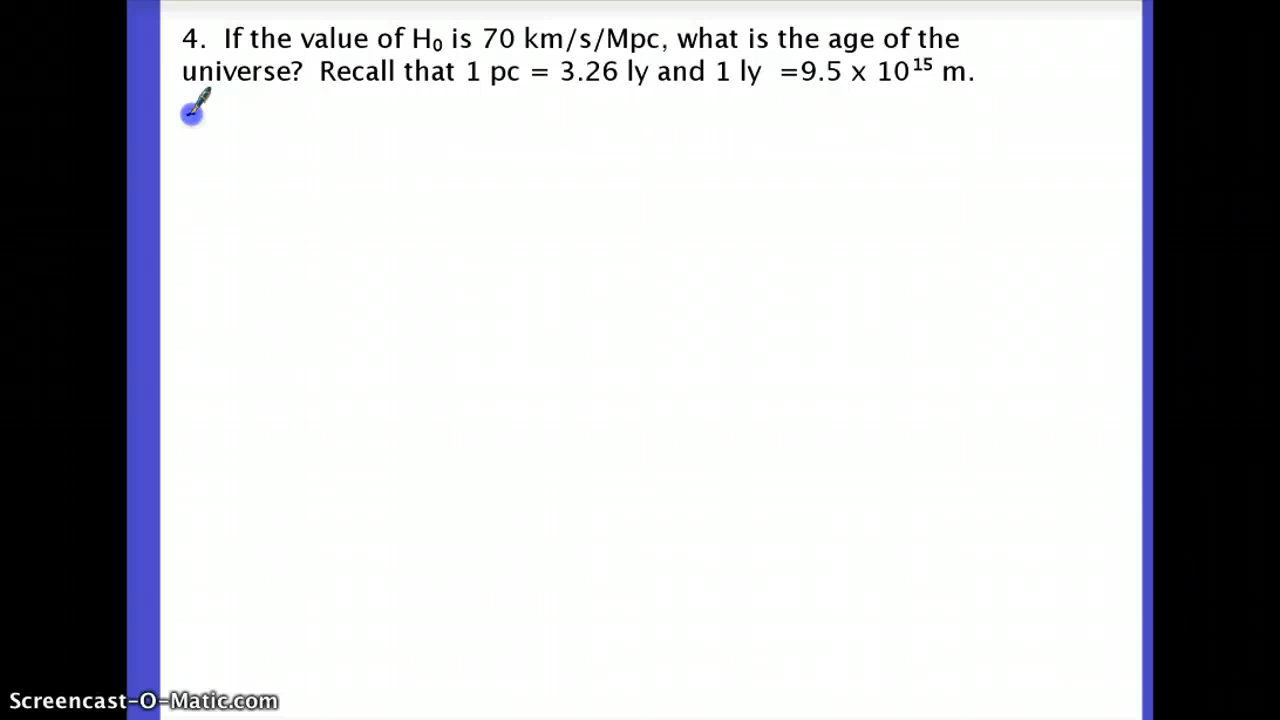 4.  If the value of H₀ is 70 km/s/Mpc, what is the age of the
universe?  Recall that 1 pc = 3.26 ly and 1 ly  =9.5 x 10¹⁵ m.
Screencast-O-Matic.com